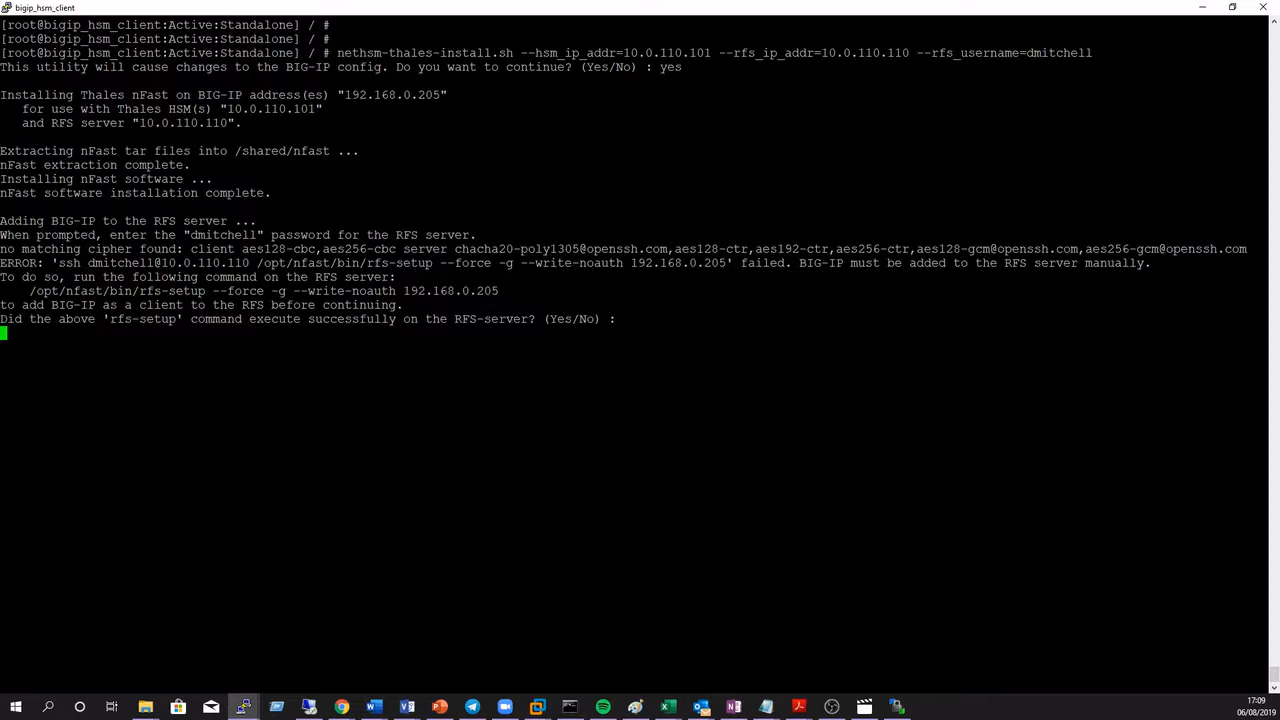 bigip_hsm_client
[root@bigip_hsm_client:Active:Standalone] / #
[root@bigip_hsm_client:Active:Standalone] / #
[root@bigip_hsm_client:Active:Standalone] / # nethsm-thales-install.sh --hsm_ip_addr=10.0.110.101 --rfs_ip_addr=10.0.110.110 --rfs_username=dmitchell
This utility will cause changes to the BIG-IP config. Do you want to continue? (Yes/No) : yes
Installing Thales nFast on BIG-IP address(es) "192.168.0.205"
for use with Thales HSM(s) "10.0.110.101"
and RFS server "10.0.110.110".
Extracting nFast tar files into /shared/nfast ...
nFast extraction complete.
Installing nFast software ...
nFast software installation complete.
Adding BIG-IP to the RFS server ...
When prompted, enter the "dmitchell" password for the RFS server.
no matching cipher found: client aes128-cbc,aes256-cbc server chacha20-poly1305@openssh.com,aes128-ctr,aes192-ctr,aes256-ctr,aes128-gcm@openssh.com,aes256-gcm@openssh.com
ERROR: 'ssh dmitchell@10.0.110.110 /opt/nfast/bin/rfs-setup --force -g --write-noauth 192.168.0.205' failed. BIG-IP must be added to the RFS server manually.
To do so, run the following command on the RFS server:
/opt/nfast/bin/rfs-setup --force -g --write-noauth 192.168.0.205
to add BIG-IP as a client to the RFS before continuing.
Did the above 'rfs-setup' command execute successfully on the RFS-server? (Yes/No) :
17:09
06/08/2019